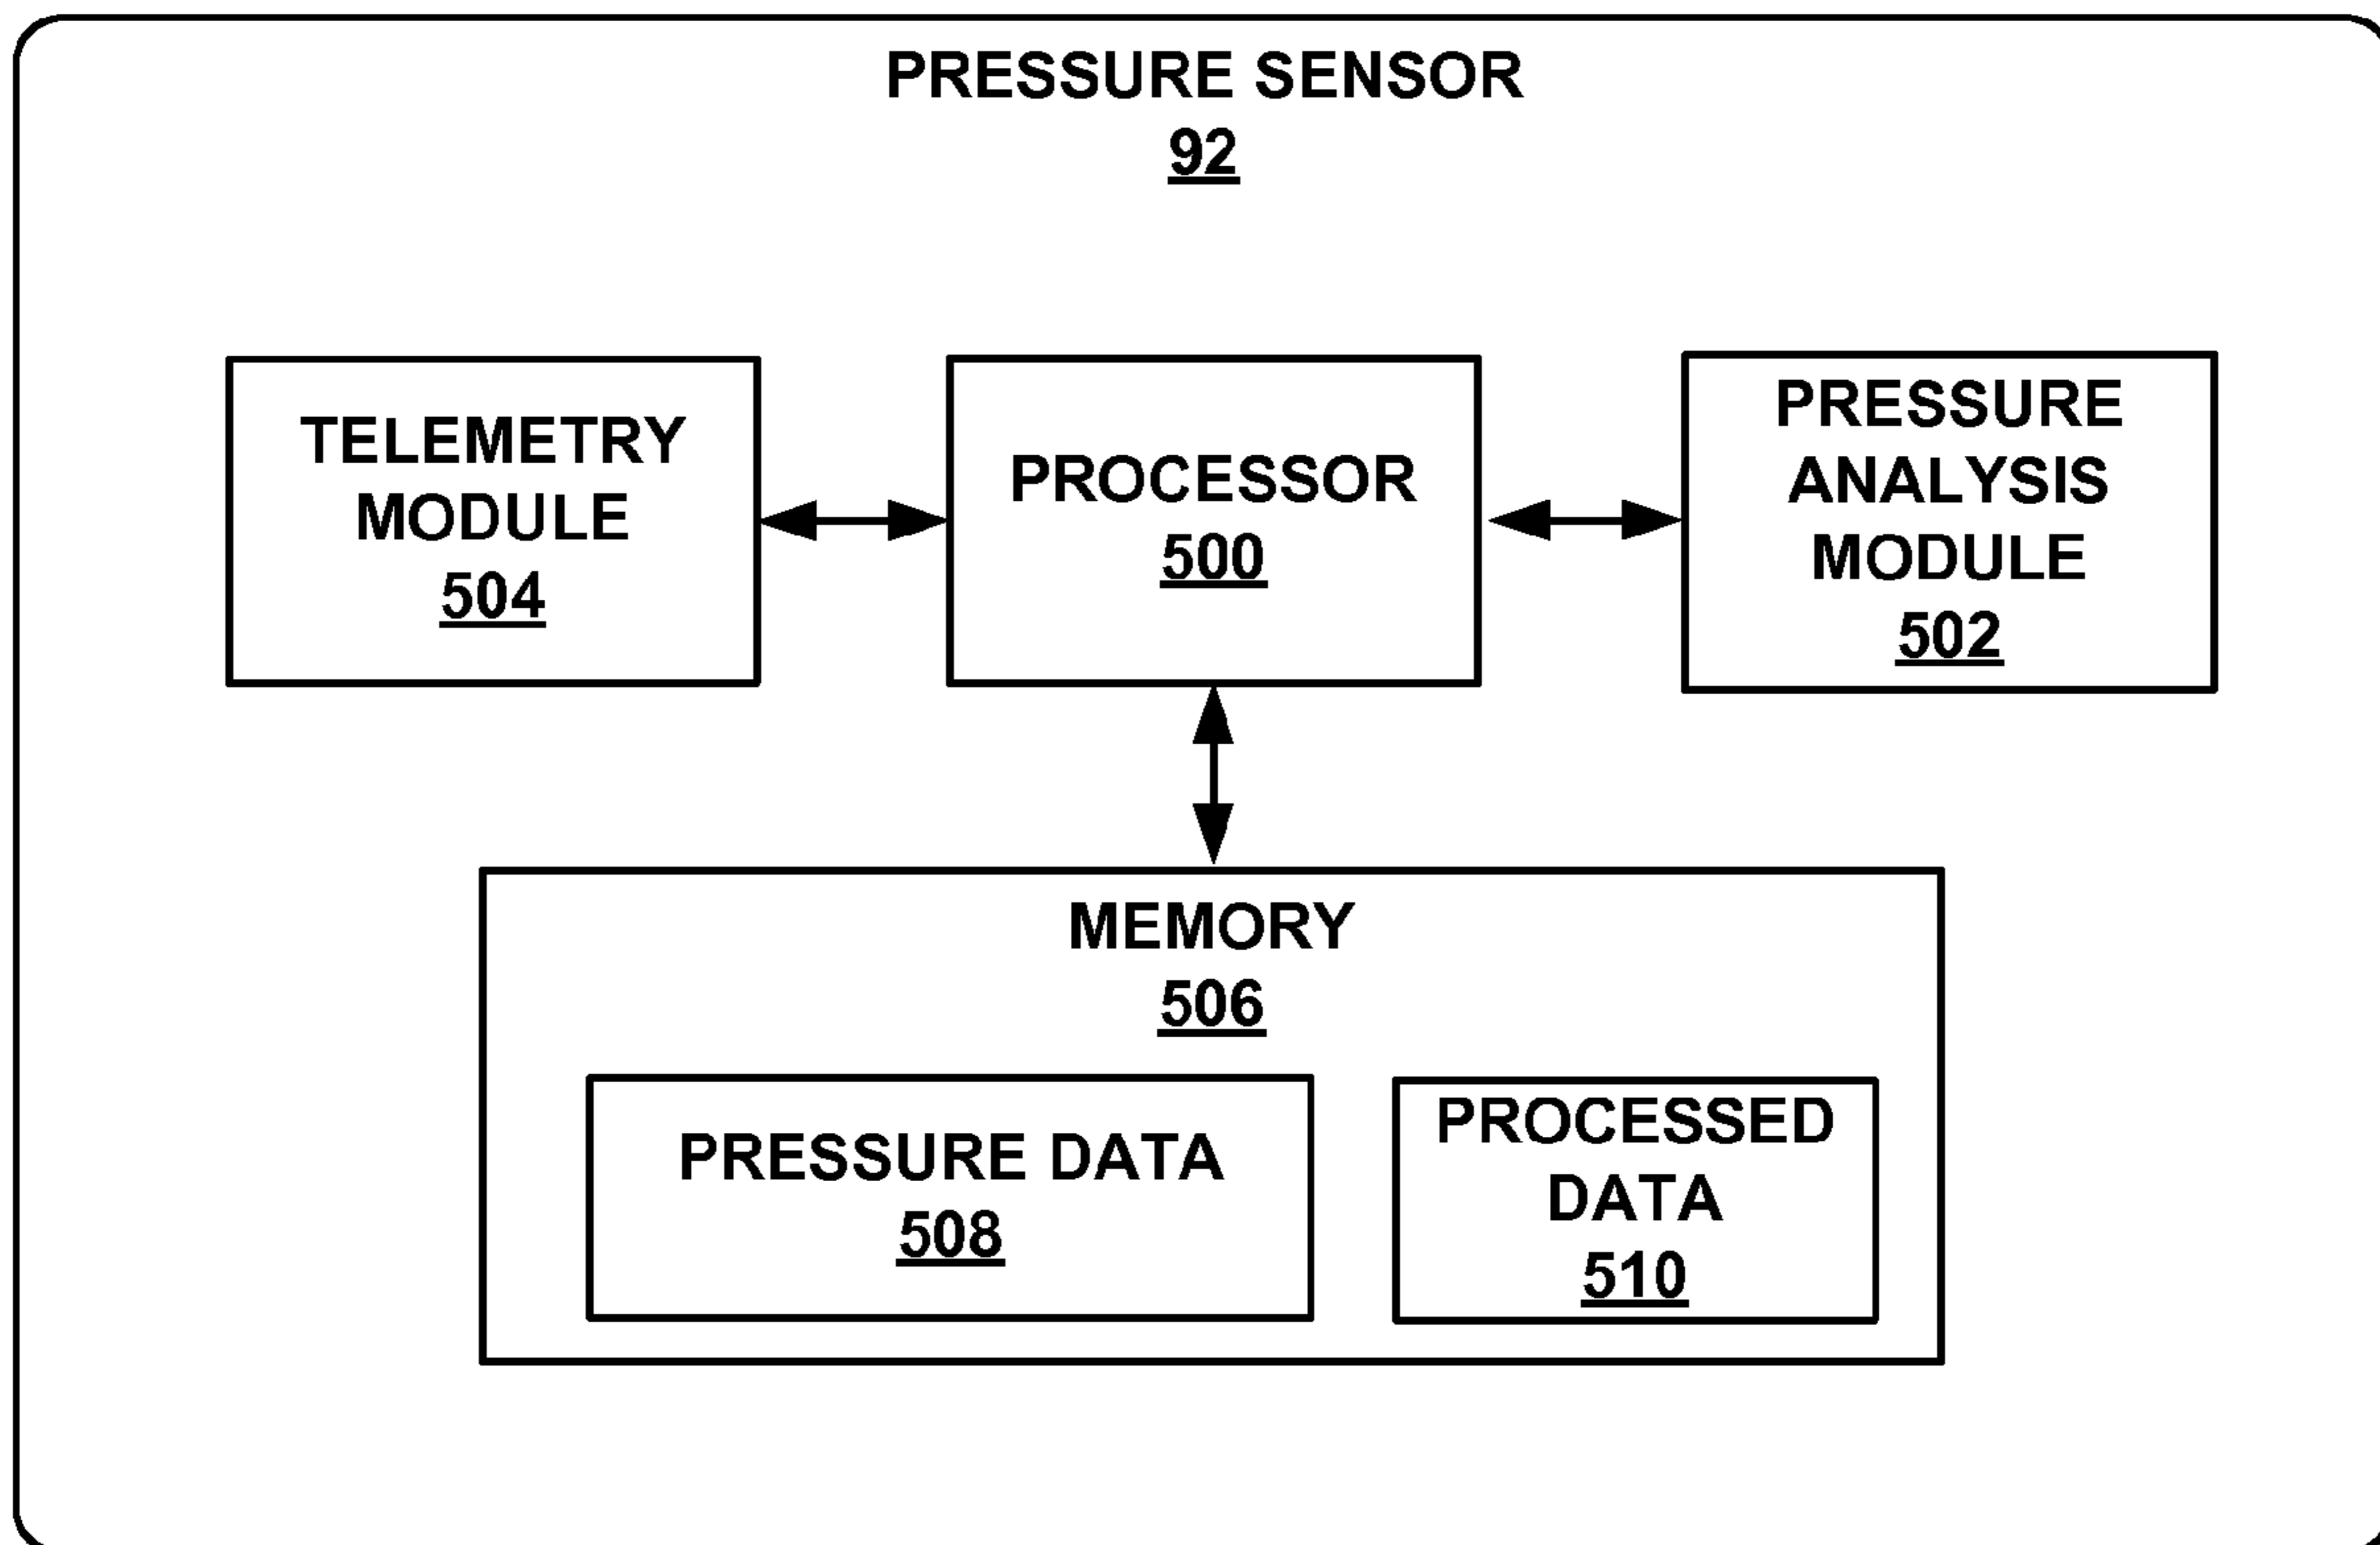 PRESSURE SENSOR
92
TELEMETRY
MODULE
504
PROCESSOR
500
PRESSURE
ANALYSIS
MODULE
502
MEMORY
506
PRESSURE DATA
508
PROCESSED
DATA
510